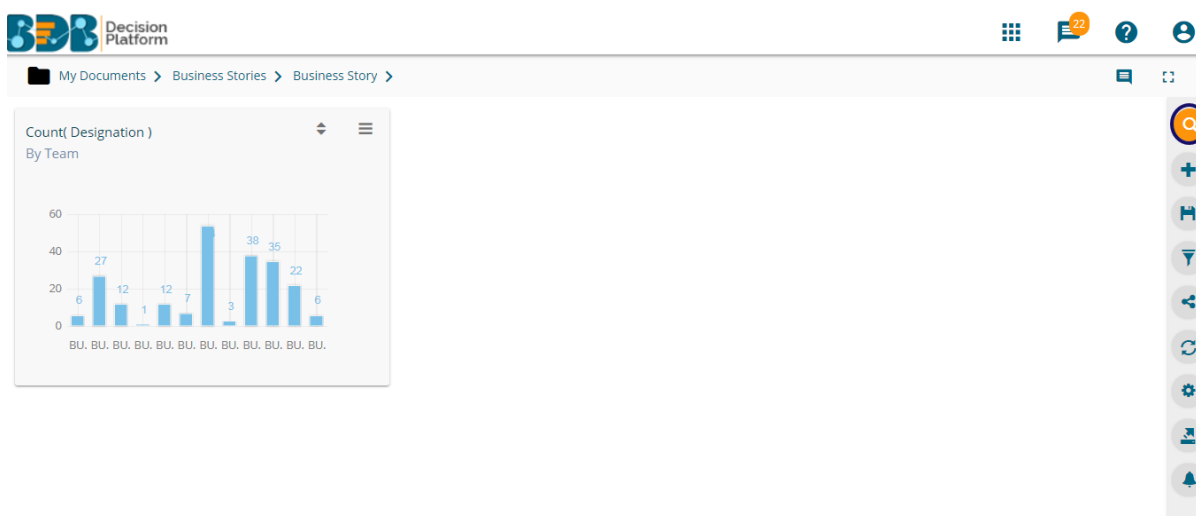 BDB Decision Platform
22
My Documents Business Stories Business Story
Count( Designation )
By Team
60
40
20
0
6 27 12 1 12 7 3 38 35 22 6
BU. BU. BU. BU. BU. BU. BU. BU. BU. BU. BU. BU.